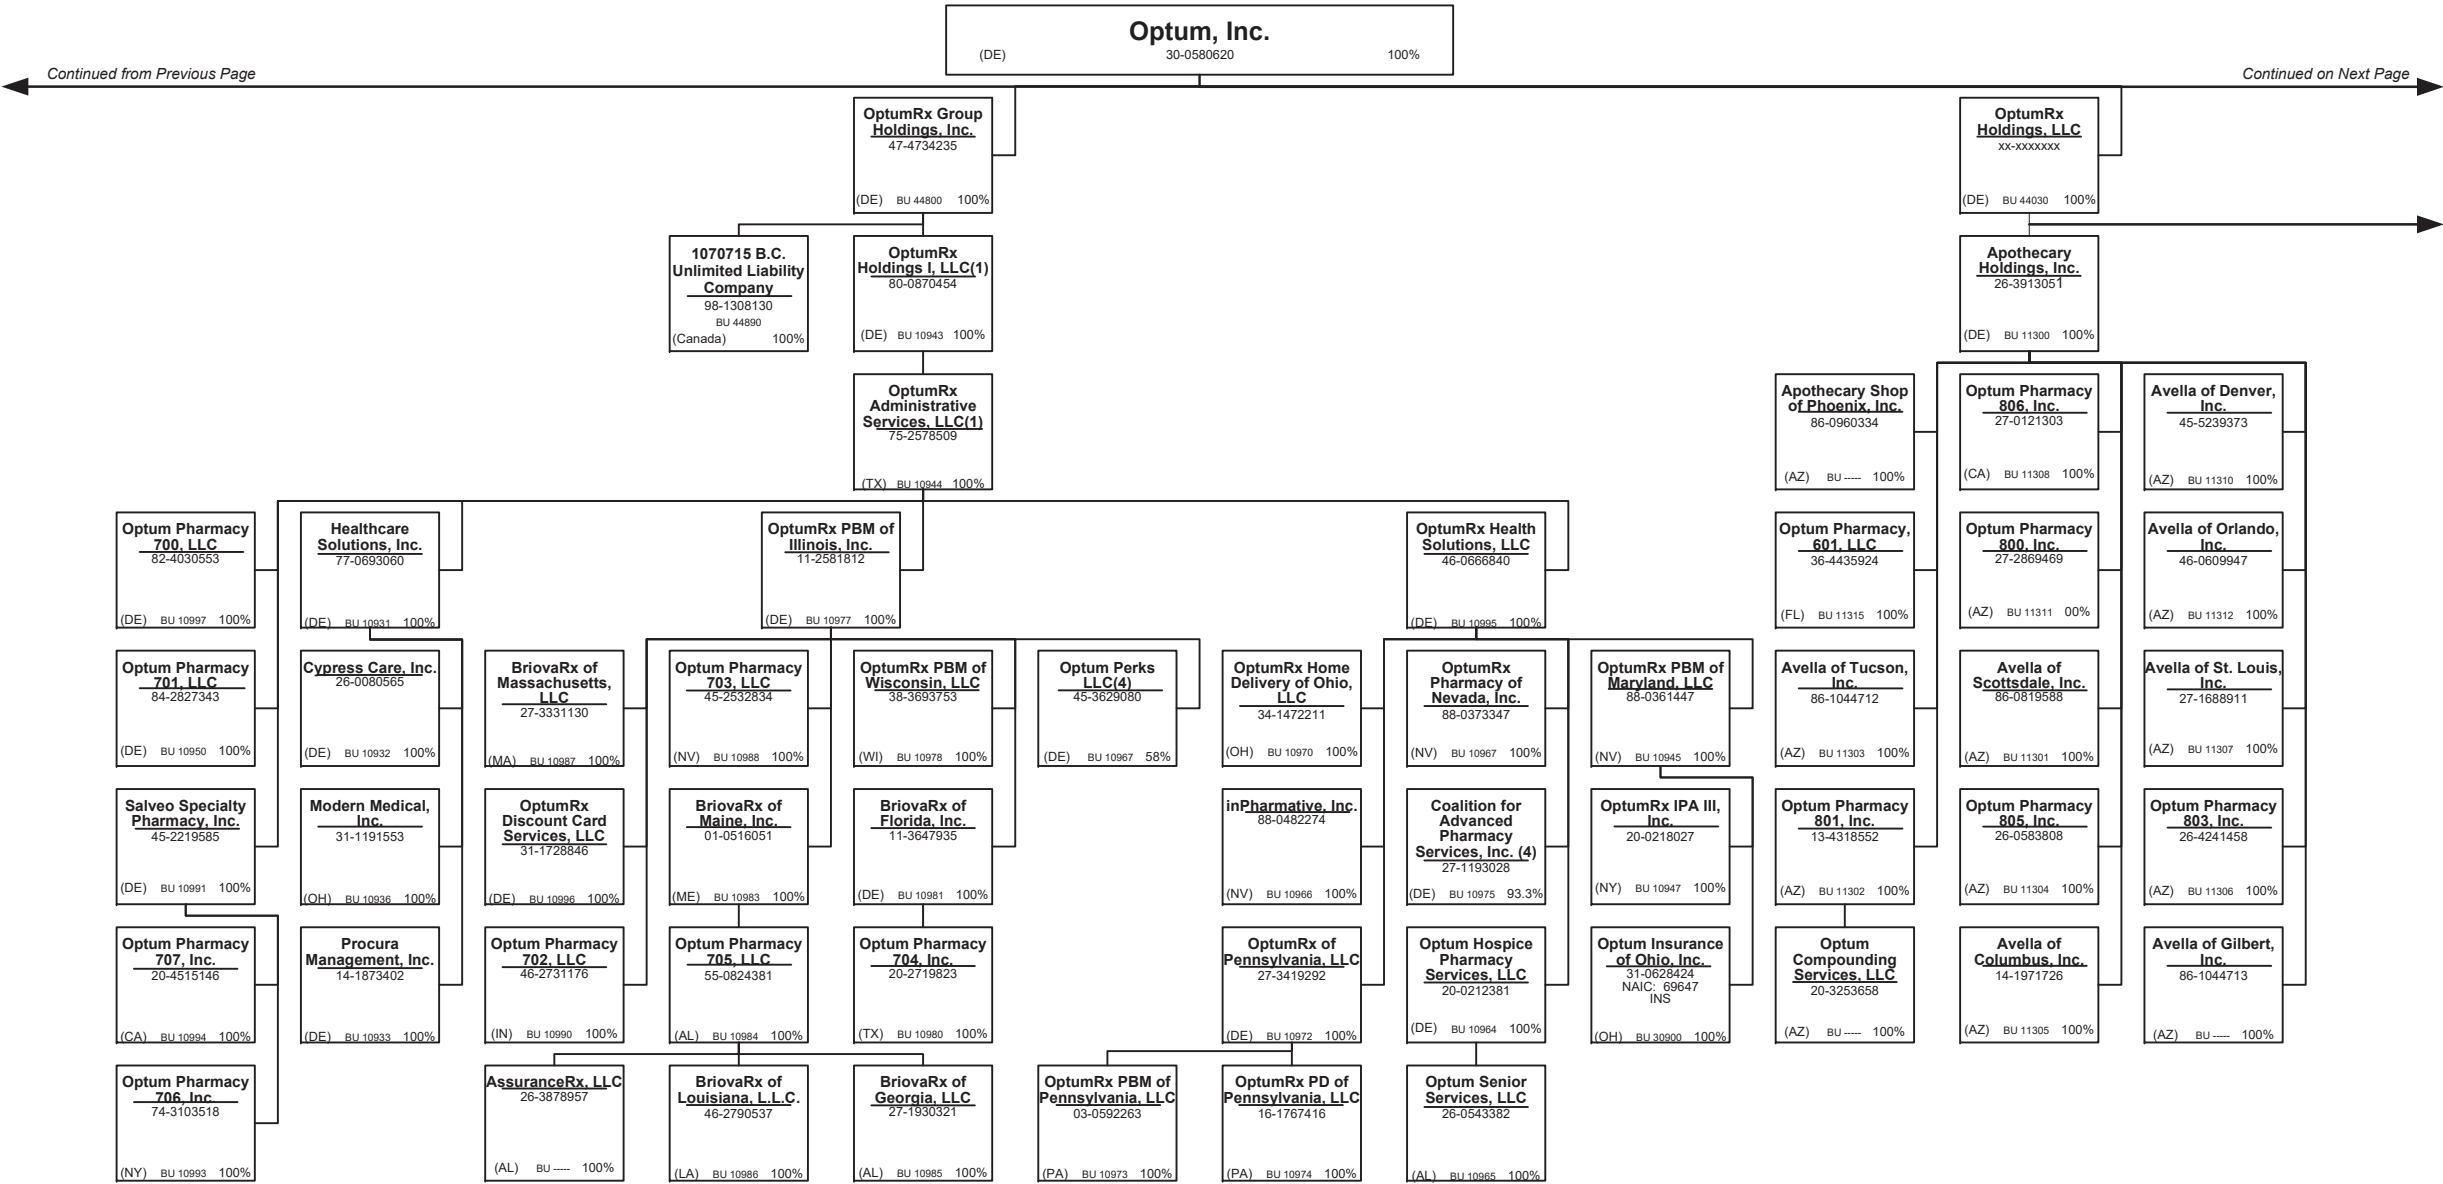 Optum, Inc.
(DE) 30-0580620 100%
Continued from Previous Page
Continued on Next Page
OptumRx Group
Holdings, Inc.
47-4734235
(DE) BU 44800 100%
OptumRx
Holdings, LLC
xx-xxxxxxx
(DE) BU 44030 100%
1070715 B.C.
Unlimited Liability
Company
98-1308130
BU 44890
(Canada) 100%
OptumRx
Holdings I, LLC(1)
80-0870454
(DE) BU 10943 100%
Apothecary
Holdings, Inc.
26-3913051
(DE) BU 11300 100%
OptumRx
Administrative
Services, LLC(1)
75-2578509
(TX) BU 10944 100%
Apothecary Shop
of Phoenix, Inc.
86-0960334
(AZ) BU ----- 100%
Optum Pharmacy
806, Inc.
27-0121303
(CA) BU 11308 100%
Avella of Denver,
Inc.
45-5239373
(AZ) BU 11310 100%
Optum Pharmacy
700, LLC
82-4030553
(DE) BU 10997 100%
Healthcare
Solutions, Inc.
77-0693060
(DE) BU 10931 100%
OptumRx PBM of
Illinois, Inc.
11-2581812
(DE) BU 10977 100%
OptumRx Health
Solutions, LLC
46-0666840
(DE) BU 10995 100%
Optum Pharmacy,
601, LLC
36-4435924
(FL) BU 11315 100%
Optum Pharmacy
800, Inc.
27-2869469
(AZ) BU 11311 00%
Avella of Orlando,
Inc.
46-0609947
(AZ) BU 11312 100%
Optum Pharmacy
701, LLC
84-2827343
(DE) BU 10950 100%
Cypress Care, Inc.
26-0080565
(DE) BU 10932 100%
BriovaRx of
Massachusetts,
LLC
27-3331130
(MA) BU 10987 100%
Optum Pharmacy
703, LLC
45-2532834
(NV) BU 10988 100%
OptumRx PBM of
Wisconsin, LLC
38-3693753
(WI) BU 10978 100%
Optum Perks
LLC(4)
45-3629080
(DE) BU 10967 58%
OptumRx Home
Delivery of Ohio,
LLC
34-1472211
(OH) BU 10970 100%
OptumRx
Pharmacy of
Nevada, Inc.
88-0373347
(NV) BU 10967 100%
OptumRx PBM of
Maryland, LLC
88-0361447
(NV) BU 10945 100%
Avella of Tucson,
Inc.
86-1044712
(AZ) BU 11303 100%
Avella of
Scottsdale, Inc.
86-0819588
(AZ) BU 11301 100%
Avella of St. Louis,
Inc.
27-1688911
(AZ) BU 11307 100%
Salveo Specialty
Pharmacy, Inc.
45-2219585
(DE) BU 10991 100%
Modern Medical,
Inc.
31-1191553
(OH) BU 10936 100%
OptumRx
Discount Card
Services, LLC
31-1728846
(DE) BU 10996 100%
BriovaRx of
Maine, Inc.
01-0516051
(ME) BU 10983 100%
BriovaRx of
Florida, Inc.
11-3647935
(DE) BU 10981 100%
inPharmative, Inc.
88-0482274
(NV) BU 10966 100%
Coalition for
Advanced
Pharmacy
Services, Inc. (4)
27-1193028
(DE) BU 10975 93.3%
OptumRx IPA III,
Inc.
20-0218027
(NY) BU 10947 100%
Optum Pharmacy
801, Inc.
13-4318552
(AZ) BU 11302 100%
Optum Pharmacy
805, Inc.
26-0583808
(AZ) BU 11304 100%
Optum Pharmacy
803, Inc.
26-4241458
(AZ) BU 11306 100%
Optum Pharmacy
707, Inc.
20-4515146
(CA) BU 10994 100%
Procura
Management, Inc.
14-1873402
(DE) BU 10933 100%
Optum Pharmacy
702, LLC
46-2731176
(IN) BU 10990 100%
Optum Pharmacy
705, LLC
55-0824381
(AL) BU 10984 100%
Optum Pharmacy
704, Inc.
20-2719823
(TX) BU 10980 100%
OptumRx of
Pennsylvania, LLC
27-3419292
(DE) BU 10972 100%
Optum Hospice
Pharmacy
Services, LLC
20-0212381
(DE) BU 10964 100%
Optum Insurance
of Ohio, Inc.
31-0628424
NAIC: 69647
INS
(OH) BU 30900 100%
Optum
Compounding
Services, LLC
20-3253658
(AZ) BU ----- 100%
Avella of
Columbus, Inc.
14-1971726
(AZ) BU 11305 100%
Avella of Gilbert,
Inc.
86-1044713
(AZ) BU ----- 100%
Optum Pharmacy
706, Inc.
74-3103518
(NY) BU 10993 100%
AssuranceRx, LLC
26-3878957
(AL) BU ----- 100%
BriovaRx of
Louisiana, L.L.C.
46-2790537
(LA) BU 10986 100%
BriovaRx of
Georgia, LLC
27-1930321
(AL) BU 10985 100%
OptumRx PBM of
Pennsylvania, LLC
03-0592263
(PA) BU 10973 100%
OptumRx PD of
Pennsylvania, LLC
16-1767416
(PA) BU 10974 100%
Optum Senior
Services, LLC
26-0543382
(AL) BU 10965 100%